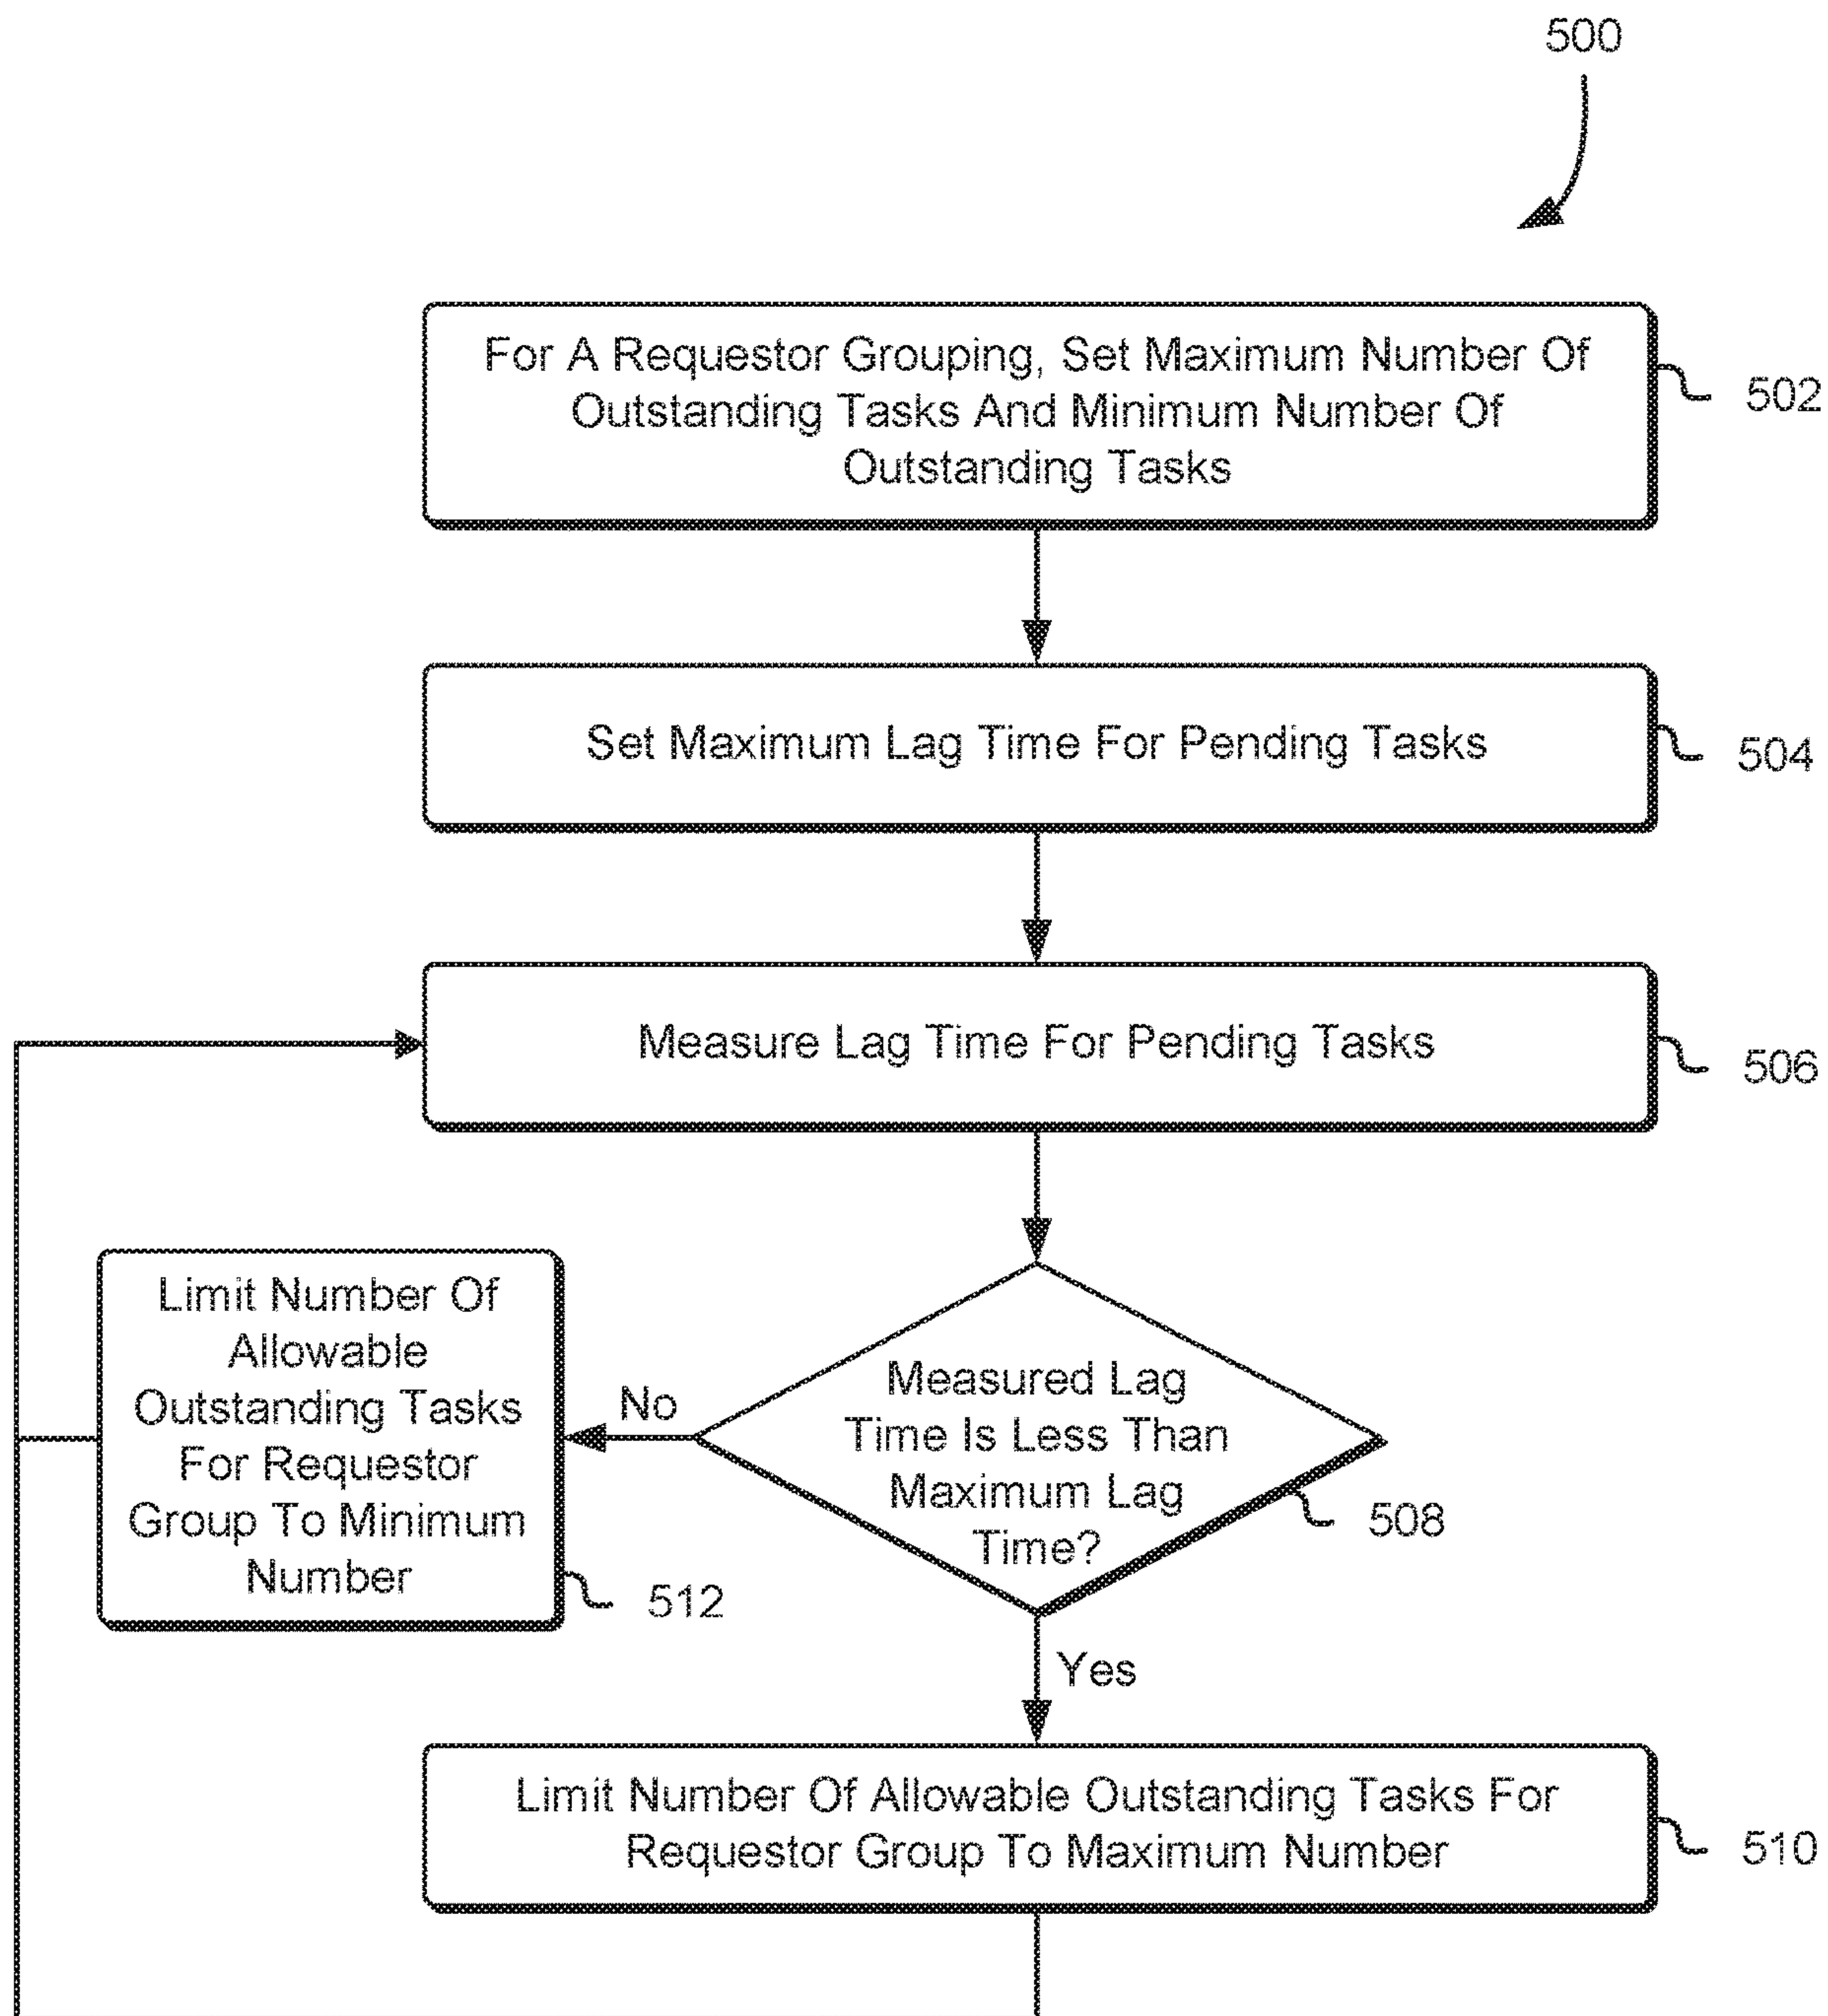 500
For A Requestor Grouping, Set Maximum Number Of
Outstanding Tasks And Minimum Number Of
Outstanding Tasks
502
Set Maximum Lag Time For Pending Tasks
504
Measure Lag Time For Pending Tasks
506
Limit Number Of
Allowable
Outstanding Tasks
For Requestor
Group To Minimum
Number
512
No
Measured Lag
Time Is Less Than
Maximum Lag
Time?
508
Yes
Limit Number Of Allowable Outstanding Tasks For
Requestor Group To Maximum Number
510